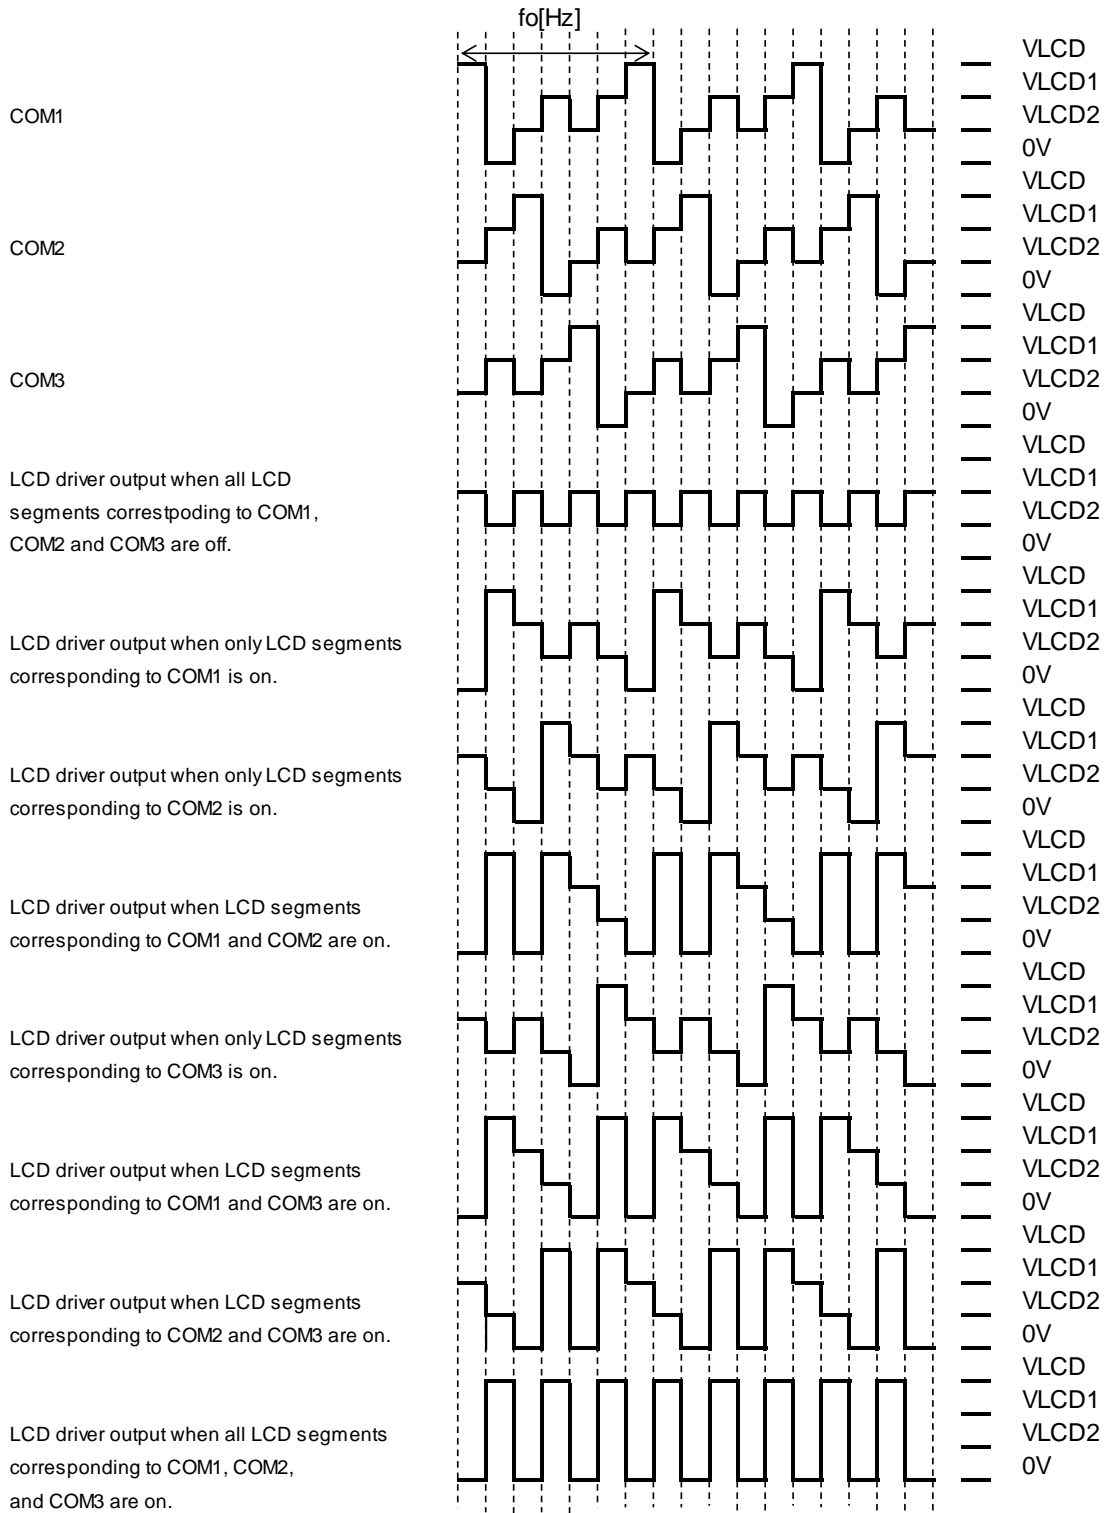 fo[Hz]
VLCD
VLCD1
COM1
VLCD2
0V
VLCD
VLCD1
COM2
VLCD2
0V
VLCD
VLCD1
COM3
VLCD2
0V
VLCD
LCD driver output when all LCD
VLCD1
segments correstpoding to COM1,
VLCD2
COM2 and COM3 are off.
0V
VLCD
VLCD1
LCD driver output when only LCD segments
VLCD2
corresponding to COM1 is on.
0V
VLCD
VLCD1
LCD driver output when only LCD segments
VLCD2
corresponding to COM2 is on.
0V
VLCD
VLCD1
LCD driver output when LCD segments
VLCD2
corresponding to COM1 and COM2 are on.
0V
VLCD
VLCD1
LCD driver output when only LCD segments
VLCD2
corresponding to COM3 is on.
0V
VLCD
VLCD1
LCD driver output when LCD segments
VLCD2
corresponding to COM1 and COM3 are on.
0V
VLCD
VLCD1
LCD driver output when LCD segments
VLCD2
corresponding to COM2 and COM3 are on.
0V
VLCD
VLCD1
LCD driver output when all LCD segments
VLCD2
corresponding to COM1, COM2,
0V
and COM3 are on.